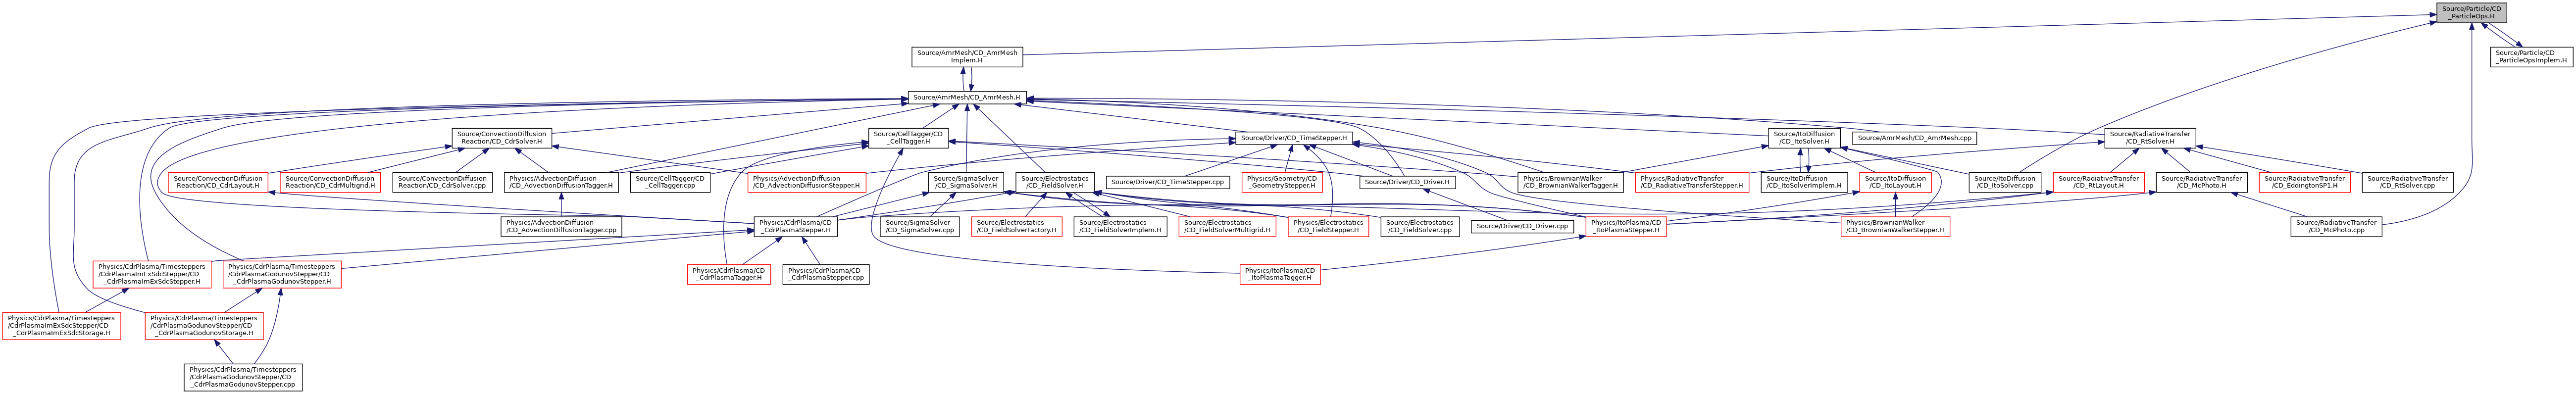 Source/Particle/CD
_ParticleOps.H
Source/AmrMesh/CD_AmrMesh
Implem.H
Source/Particle/CD
_ParticleOpsImplem.H
Source/AmrMesh/CD_AmrMesh.H
Source/ConvectionDiffusion
Reaction/CD_CdrSolver.H
Source/CellTagger/CD
_CellTagger.H
Source/Driver/CD_TimeStepper.H
Source/ItoDiffusion
/CD_ItoSolver.H
Source/AmrMesh/CD_AmrMesh.cpp
Source/RadiativeTransfer
/CD_RtSolver.H
Source/ConvectionDiffusion
Reaction/CD_CdrLayout.H
Source/ConvectionDiffusion
Reaction/CD_CdrMultigrid.H
Source/ConvectionDiffusion
Reaction/CD_CdrSolver.cpp
Physics/AdvectionDiffusion
/CD_AdvectionDiffusionTagger.H
Source/CellTagger/CD
_CellTagger.cpp
Physics/AdvectionDiffusion
/CD_AdvectionDiffusionStepper.H
Source/SigmaSolver
/CD_SigmaSolver.H
Source/Electrostatics
/CD_FieldSolver.H
Source/Driver/CD_TimeStepper.cpp
Physics/Geometry/CD
_GeometryStepper.H
Source/Driver/CD_Driver.H
Physics/BrownianWalker
/CD_BrownianWalkerTagger.H
Physics/RadiativeTransfer
/CD_RadiativeTransferStepper.H
Source/ItoDiffusion
/CD_ItoSolverImplem.H
Source/ItoDiffusion
/CD_ItoLayout.H
Source/ItoDiffusion
/CD_ItoSolver.cpp
Source/RadiativeTransfer
/CD_RtLayout.H
Source/RadiativeTransfer
/CD_McPhoto.H
Source/RadiativeTransfer
/CD_EddingtonSP1.H
Source/RadiativeTransfer
/CD_RtSolver.cpp
Physics/AdvectionDiffusion
/CD_AdvectionDiffusionTagger.cpp
Physics/CdrPlasma/CD
_CdrPlasmaStepper.H
Source/SigmaSolver
/CD_SigmaSolver.cpp
Source/Electrostatics
/CD_FieldSolverFactory.H
Source/Electrostatics
/CD_FieldSolverImplem.H
Source/Electrostatics
/CD_FieldSolverMultigrid.H
Physics/Electrostatics
/CD_FieldStepper.H
Source/Electrostatics
/CD_FieldSolver.cpp
Source/Driver/CD_Driver.cpp
Physics/ItoPlasma/CD
_ItoPlasmaStepper.H
Physics/BrownianWalker
/CD_BrownianWalkerStepper.H
Source/RadiativeTransfer
/CD_McPhoto.cpp
Physics/CdrPlasma/Timesteppers
/CdrPlasmaImExSdcStepper/CD
_CdrPlasmaImExSdcStepper.H
Physics/CdrPlasma/Timesteppers
/CdrPlasmaGodunovStepper/CD
_CdrPlasmaGodunovStepper.H
Physics/CdrPlasma/CD
_CdrPlasmaTagger.H
Physics/CdrPlasma/CD
_CdrPlasmaStepper.cpp
Physics/ItoPlasma/CD
_ItoPlasmaTagger.H
Physics/CdrPlasma/Timesteppers
/CdrPlasmaImExSdcStepper/CD
_CdrPlasmaImExSdcStorage.H
Physics/CdrPlasma/Timesteppers
/CdrPlasmaGodunovStepper/CD
_CdrPlasmaGodunovStorage.H
Physics/CdrPlasma/Timesteppers
/CdrPlasmaGodunovStepper/CD
_CdrPlasmaGodunovStepper.cpp